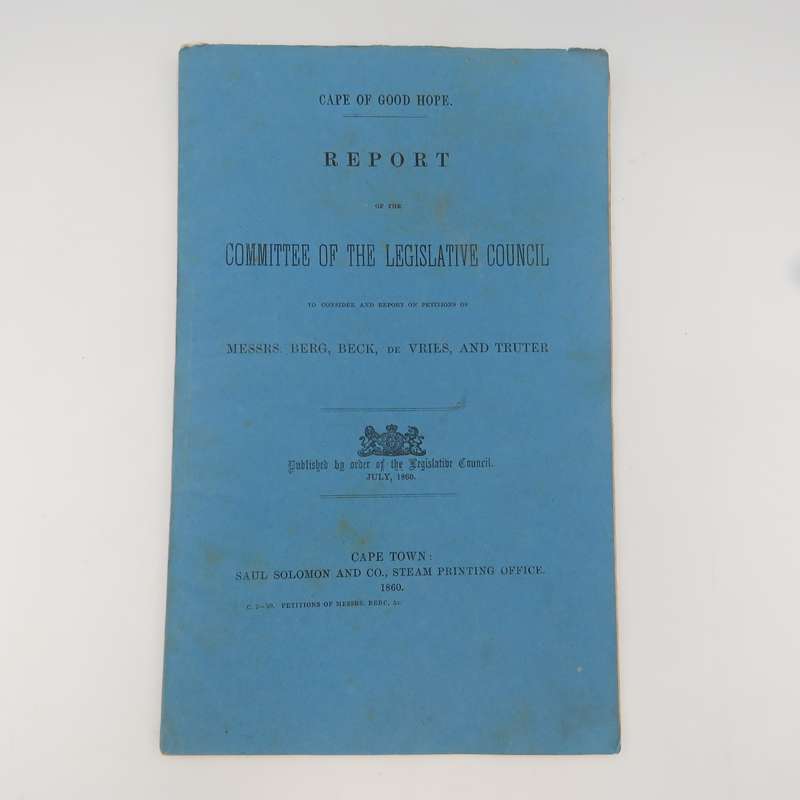 CAPE OF GOOD HOPE.
REPORT
OF THE
COMMITTEE OF THE LEGISLATIVE COUNCIL
TO CONSIDER AND REPORT ON PETITIONS OF
MESSRS. BERG, BECK, DE VRIES, AND TRUTER
Published by order of the Legislative Council.
JULY, 1860.
CAPE TOWN:
SAUL SOLOMON AND CO., STEAM PRINTING OFFICE.
1860.
PETITIONS OF MESSRS. BERG, &c.